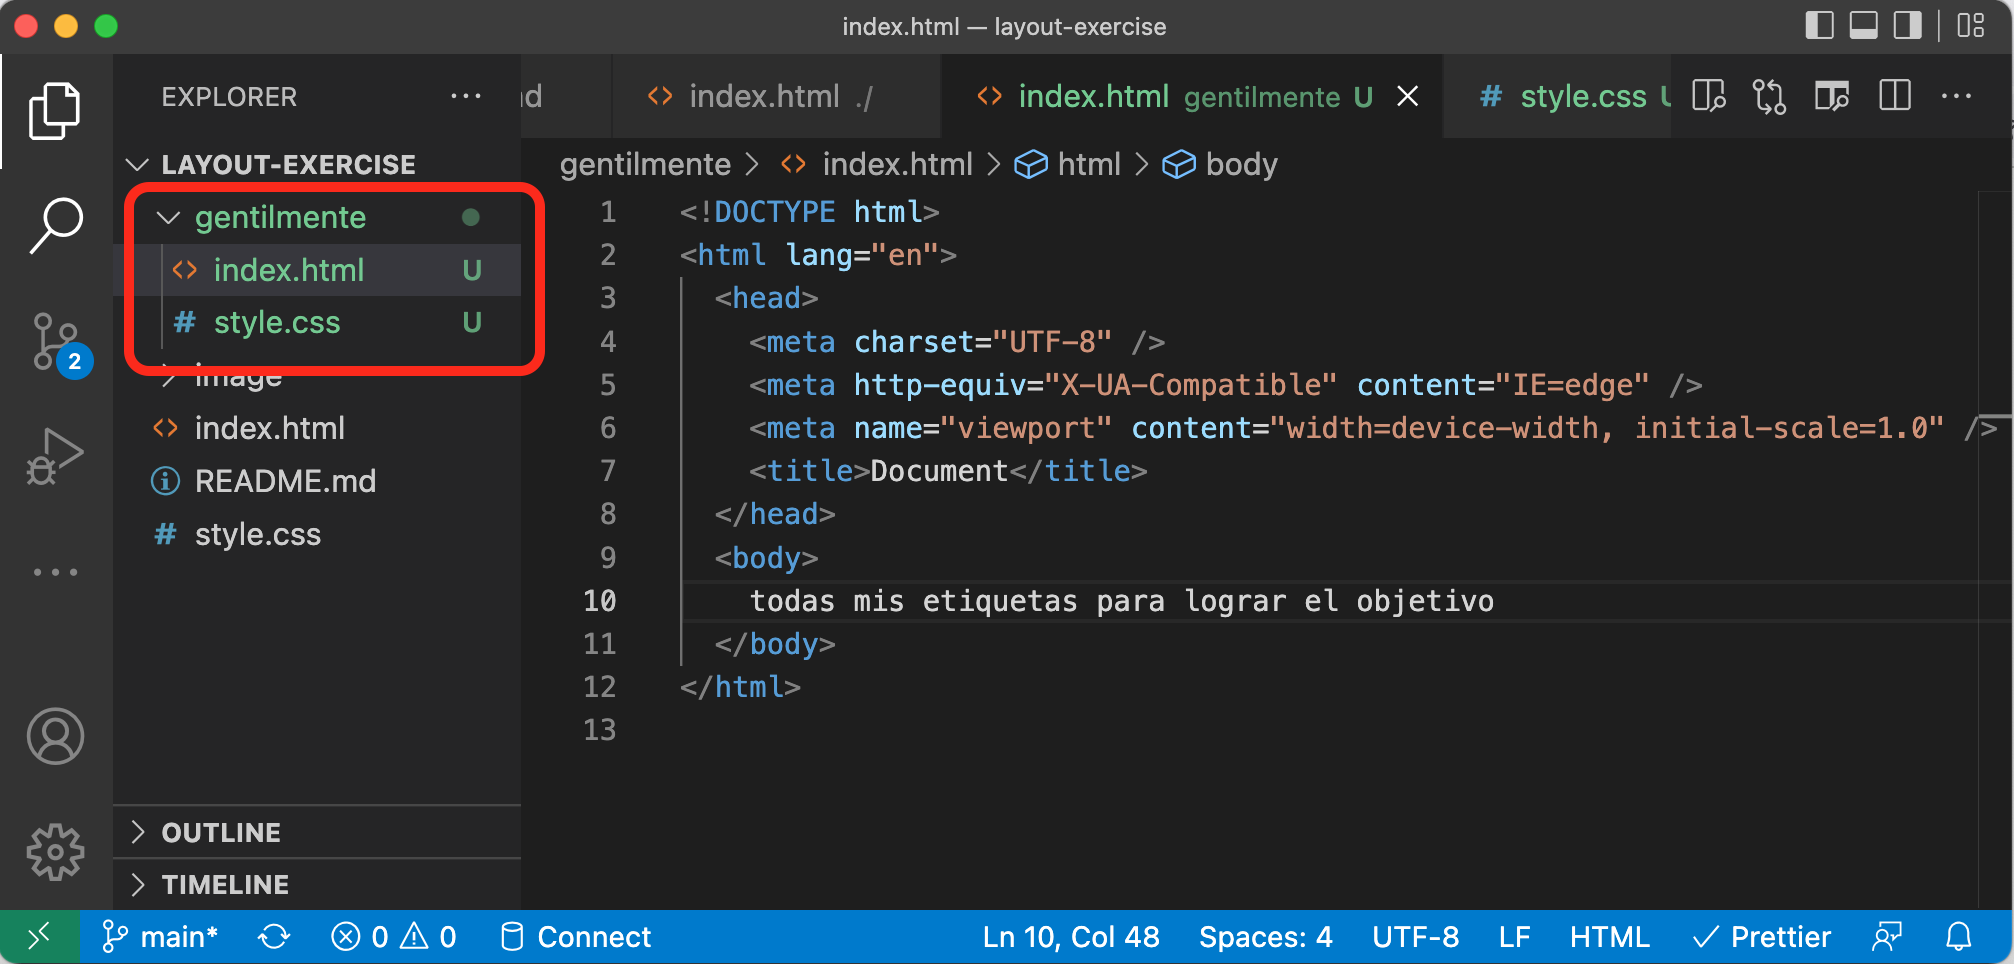 index.html — layout-exercise
EXPLORER
index.html ./
index.html gentilmente U
style.css
LAYOUT-EXERCISE
gentilmente
index.html U
style.css U
image
index.html
README.md
style.css
2
OUTLINE
TIMELINE
gentilmente > index.html > html > body
1 <!DOCTYPE html>
2 <html lang="en">
3 <head>
4 <meta charset="UTF-8" />
5 <meta http-equiv="X-UA-Compatible" content="IE=edge" />
6 <meta name="viewport" content="width=device-width, initial-scale=1.0" />
7 <title>Document</title>
8 </head>
9 <body>
10 todas mis etiquetas para lograr el objetivo
11 </body>
12 </html>
13
main* 0 0 Connect Ln 10, Col 48 Spaces: 4 UTF-8 LF HTML Prettier